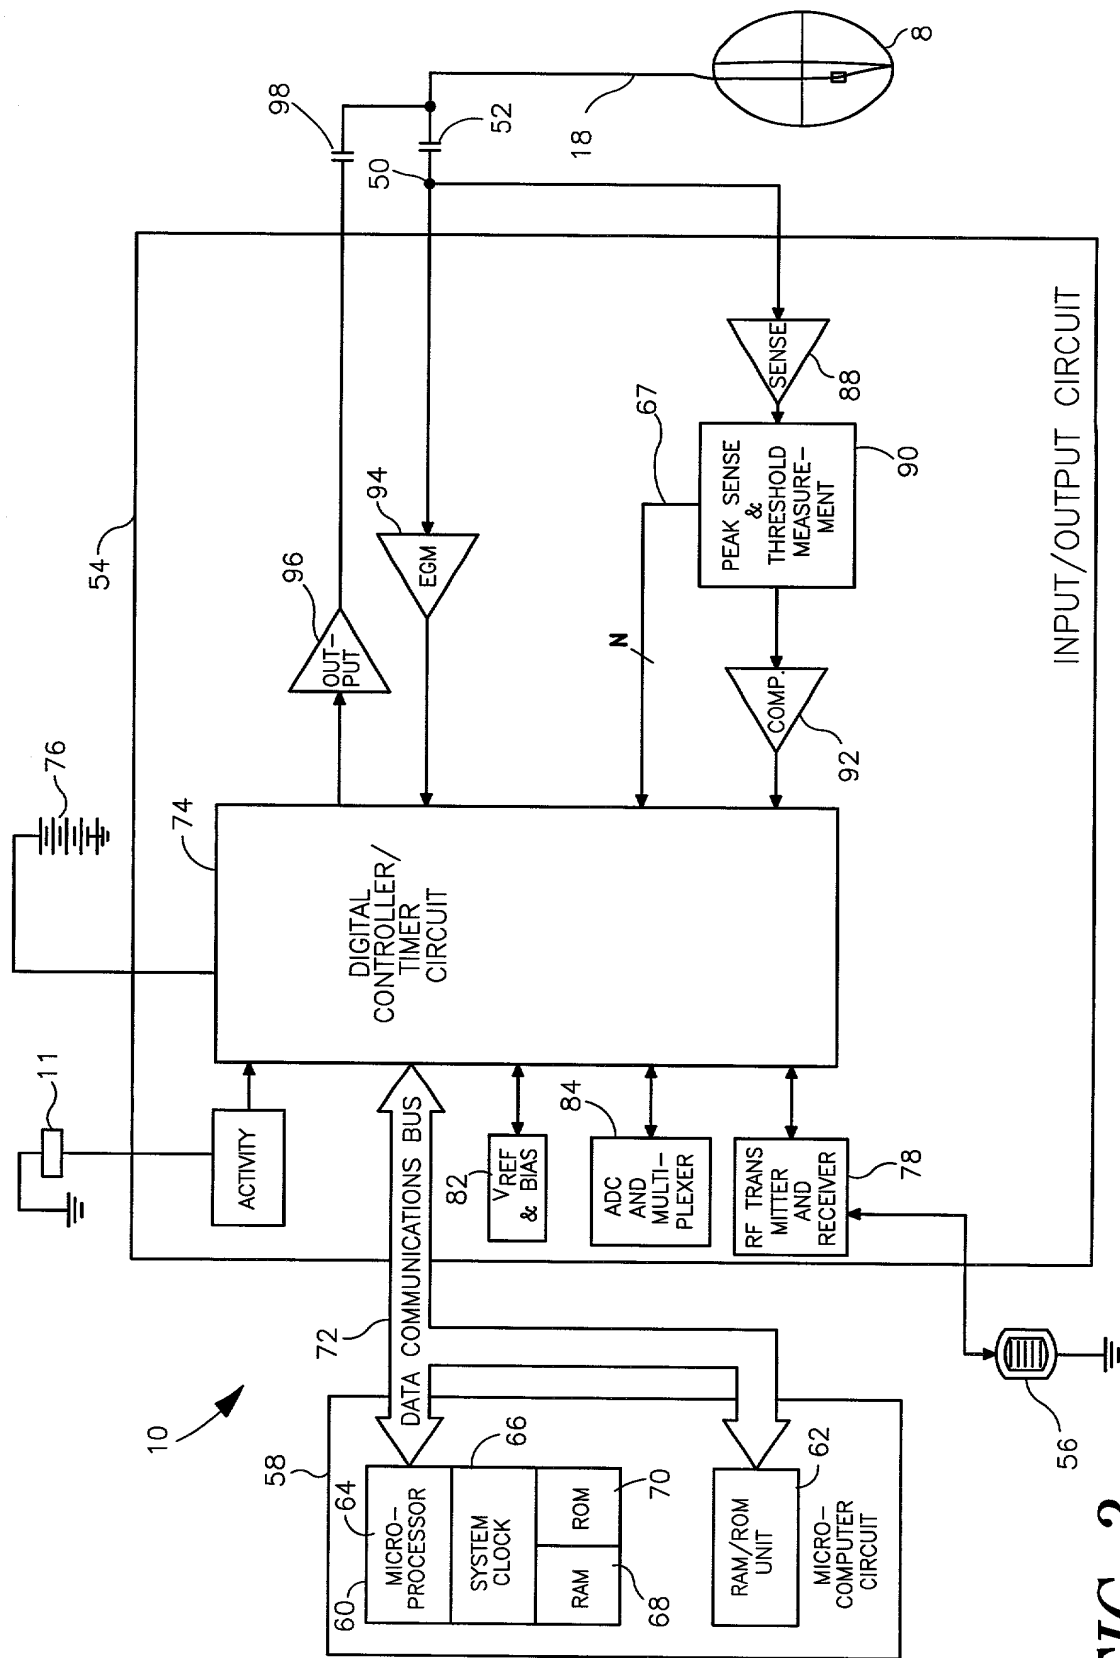 10
11
76
54
74
98
58
60
64
MICRO-
PROCESSOR
66
SYSTEM
CLOCK
RAM
ROM
68
70
62
RAM/ROM
UNIT
MICRO-
COMPUTER
CIRCUIT
72
DATA COMMUNICATIONS BUS
ACTIVITY
82
VREF
& BIAS
84
ADC
AND
MULTI-
PLEXER
RF TRANS
MITTER
AND
RECEIVER
78
56
DIGITAL
CONTROLLER/
TIMER
CIRCUIT
96
OUT-
PUT
94
EGM
50
52
N
67
SENSE
88
PEAK SENSE
&
THRESHOLD
MEASURE-
MENT
90
COMP.
92
18
8
INPUT/OUTPUT CIRCUIT